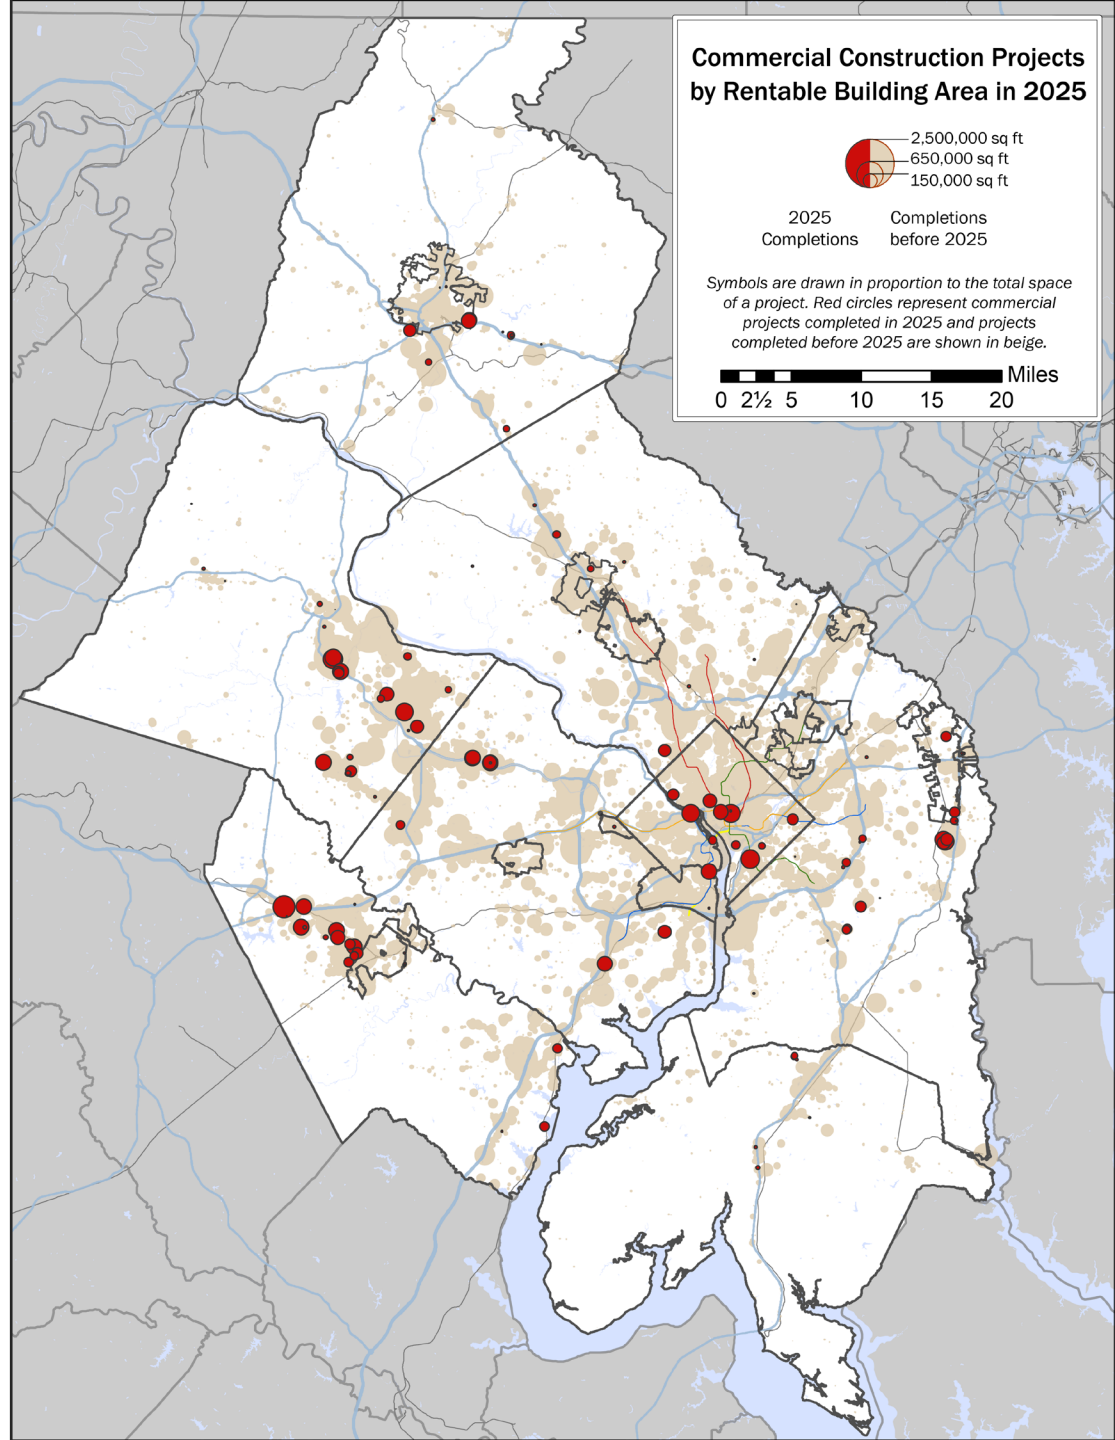 Commercial Construction Projects
by Rentable Building Area in 2025
2,500,000 sq ft
650,000 sq ft
150,000 sq ft
2025
Completions
Completions
before 2025
Symbols are drawn in proportion to the total space
of a project. Red circles represent commercial
projects completed in 2025 and projects
completed before 2025 are shown in beige.
Miles
0 2½ 5 10 15 20